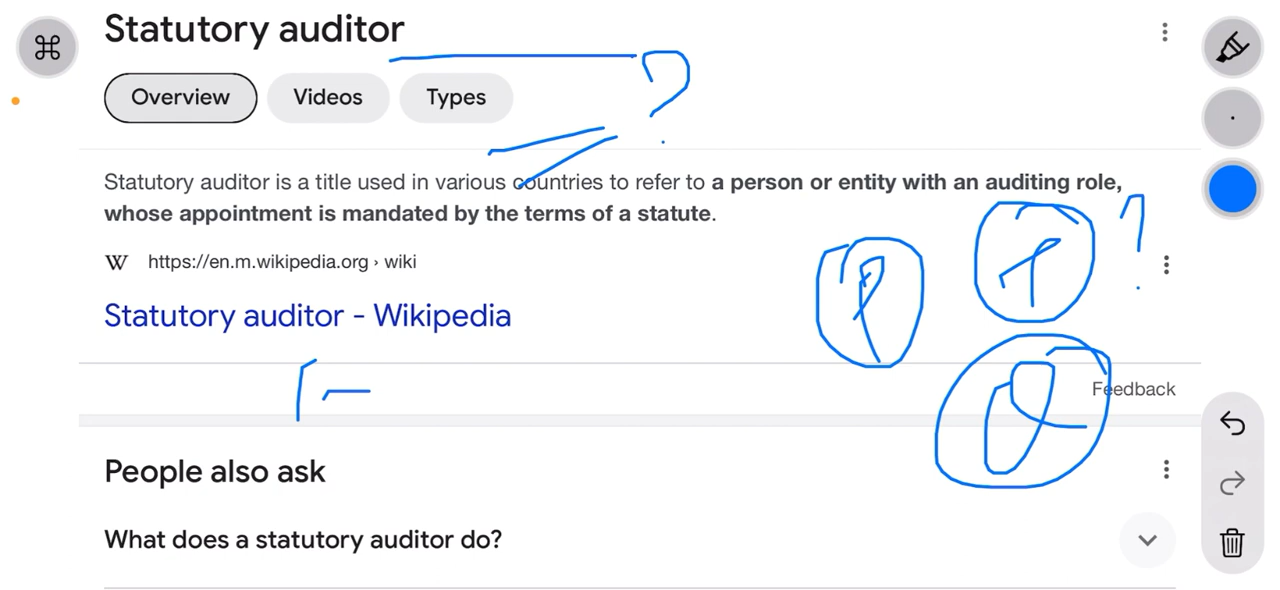 Statutory auditor
Overview Videos Types
?
Statutory auditor is a title used in various countries to refer to a person or entity with an auditing role,
whose appointment is mandated by the terms of a statute.
?
W https://en.m.wikipedia.org › wiki
Statutory auditor - Wikipedia
Feedback
People also ask
What does a statutory auditor do?